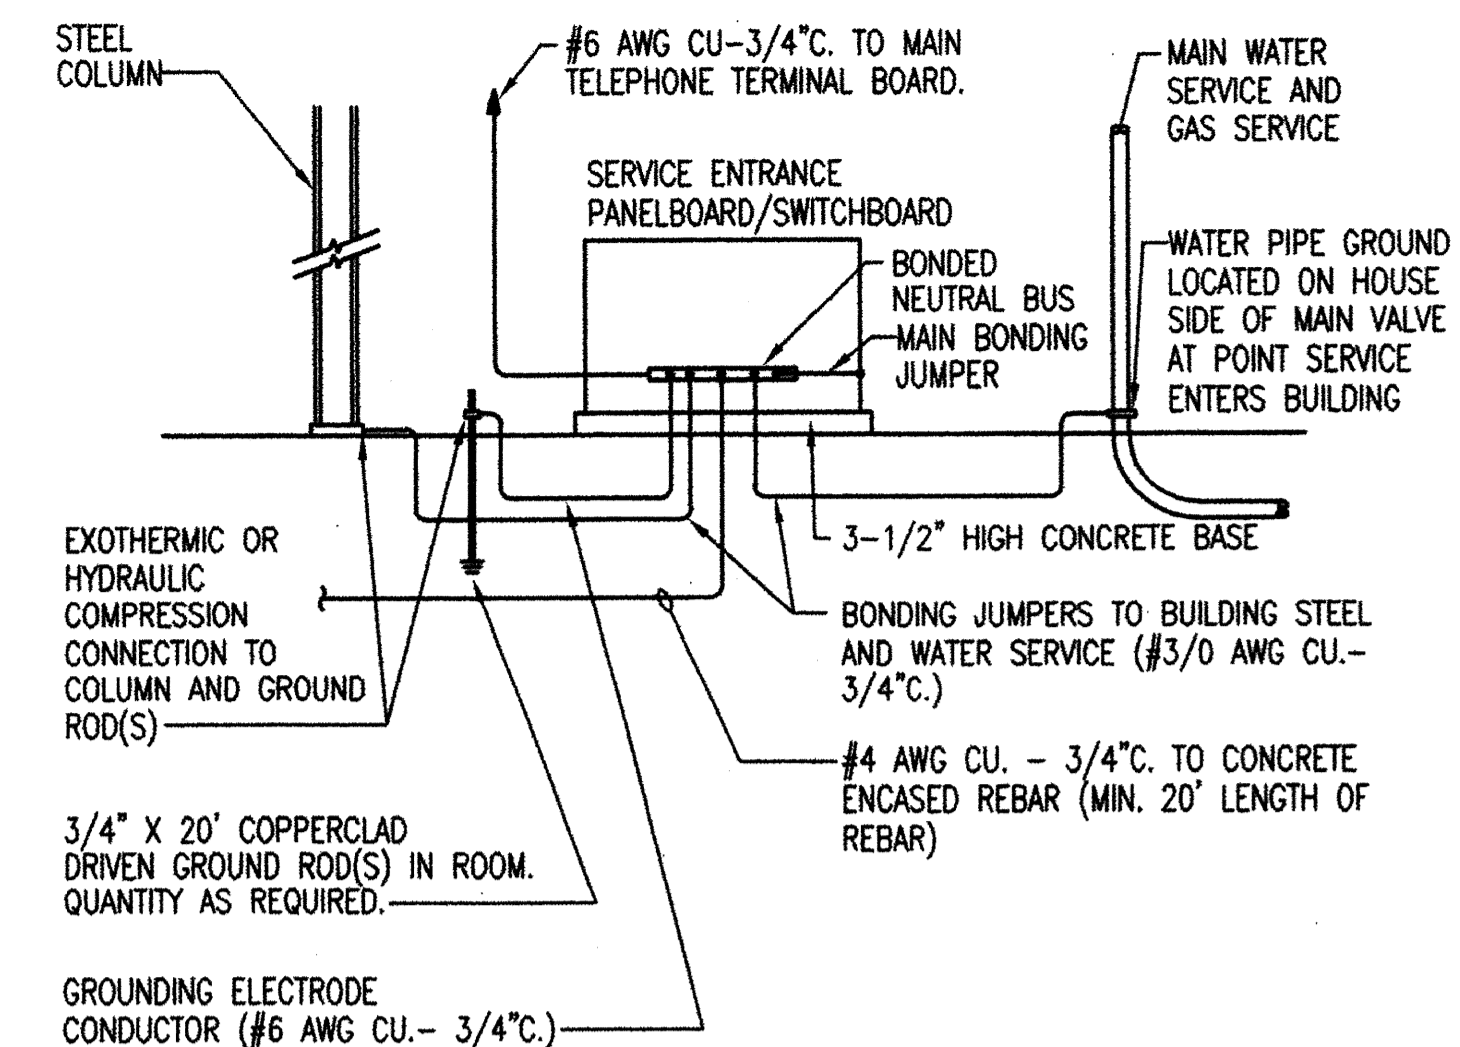 STEEL
COLUMN
#6 AWG CU-3/4"C. TO MAIN
TELEPHONE TERMINAL BOARD.
MAIN WATER
SERVICE AND
GAS SERVICE
SERVICE ENTRANCE
PANELBOARD/SWITCHBOARD
BONDED
NEUTRAL BUS
MAIN BONDING
JUMPER
WATER PIPE GROUND
LOCATED ON HOUSE
SIDE OF MAIN VALVE
AT POINT SERVICE
ENTERS BUILDING
EXOTHERMIC OR
HYDRAULIC
COMPRESSION
CONNECTION TO
COLUMN AND GROUND
ROD(S)
3-1/2" HIGH CONCRETE BASE
BONDING JUMPERS TO BUILDING STEEL
AND WATER SERVICE (#3/0 AWG CU.-
3/4"C.)
#4 AWG CU. - 3/4"C. TO CONCRETE
ENCASED REBAR (MIN. 20' LENGTH OF
REBAR)
3/4" X 20' COPPERCLAD
DRIVEN GROUND ROD(S) IN ROOM.
QUANTITY AS REQUIRED.
GROUNDING ELECTRODE
CONDUCTOR (#6 AWG CU.- 3/4"C.)